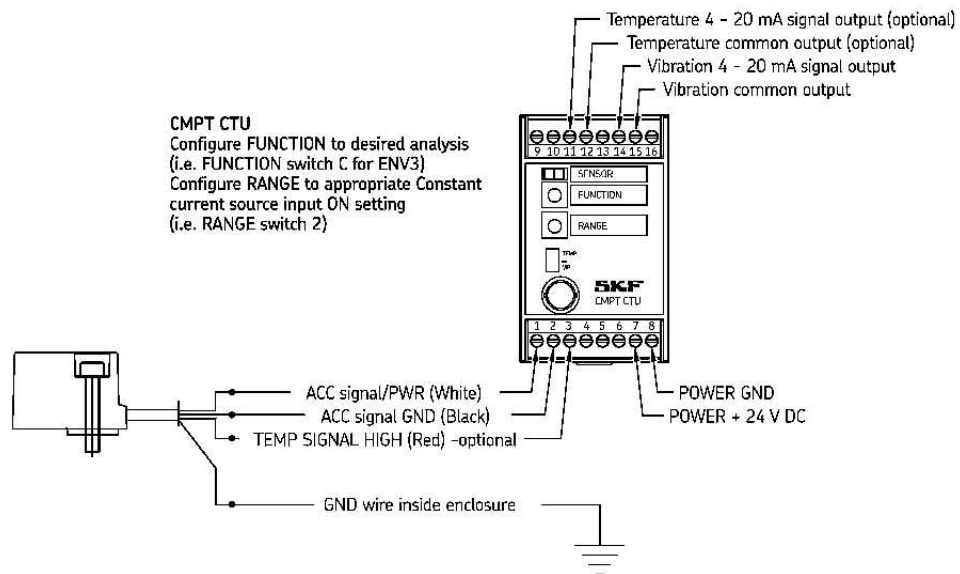 Temperature 4 – 20 mA signal output (optional)
Temperature common output (optional)
Vibration 4 – 20 mA signal output
Vibration common output
CMPT CTU
Configure FUNCTION to desired analysis
(i.e. FUNCTION switch C for ENV3)
Configure RANGE to appropriate Constant
current source input ON setting
(i.e. RANGE switch 2)
9 10 11 12 13 14 15 16
SENSOR
FUNCTION
RANGE
TEMP
SKF
CMPT CTU
1 2 3 4 5 6 7 8
ACC signal/PWR (White)
POWER GND
ACC signal GND (Black)
POWER + 24 V DC
TEMP SIGNAL HIGH (Red) –optional
GND wire inside enclosure